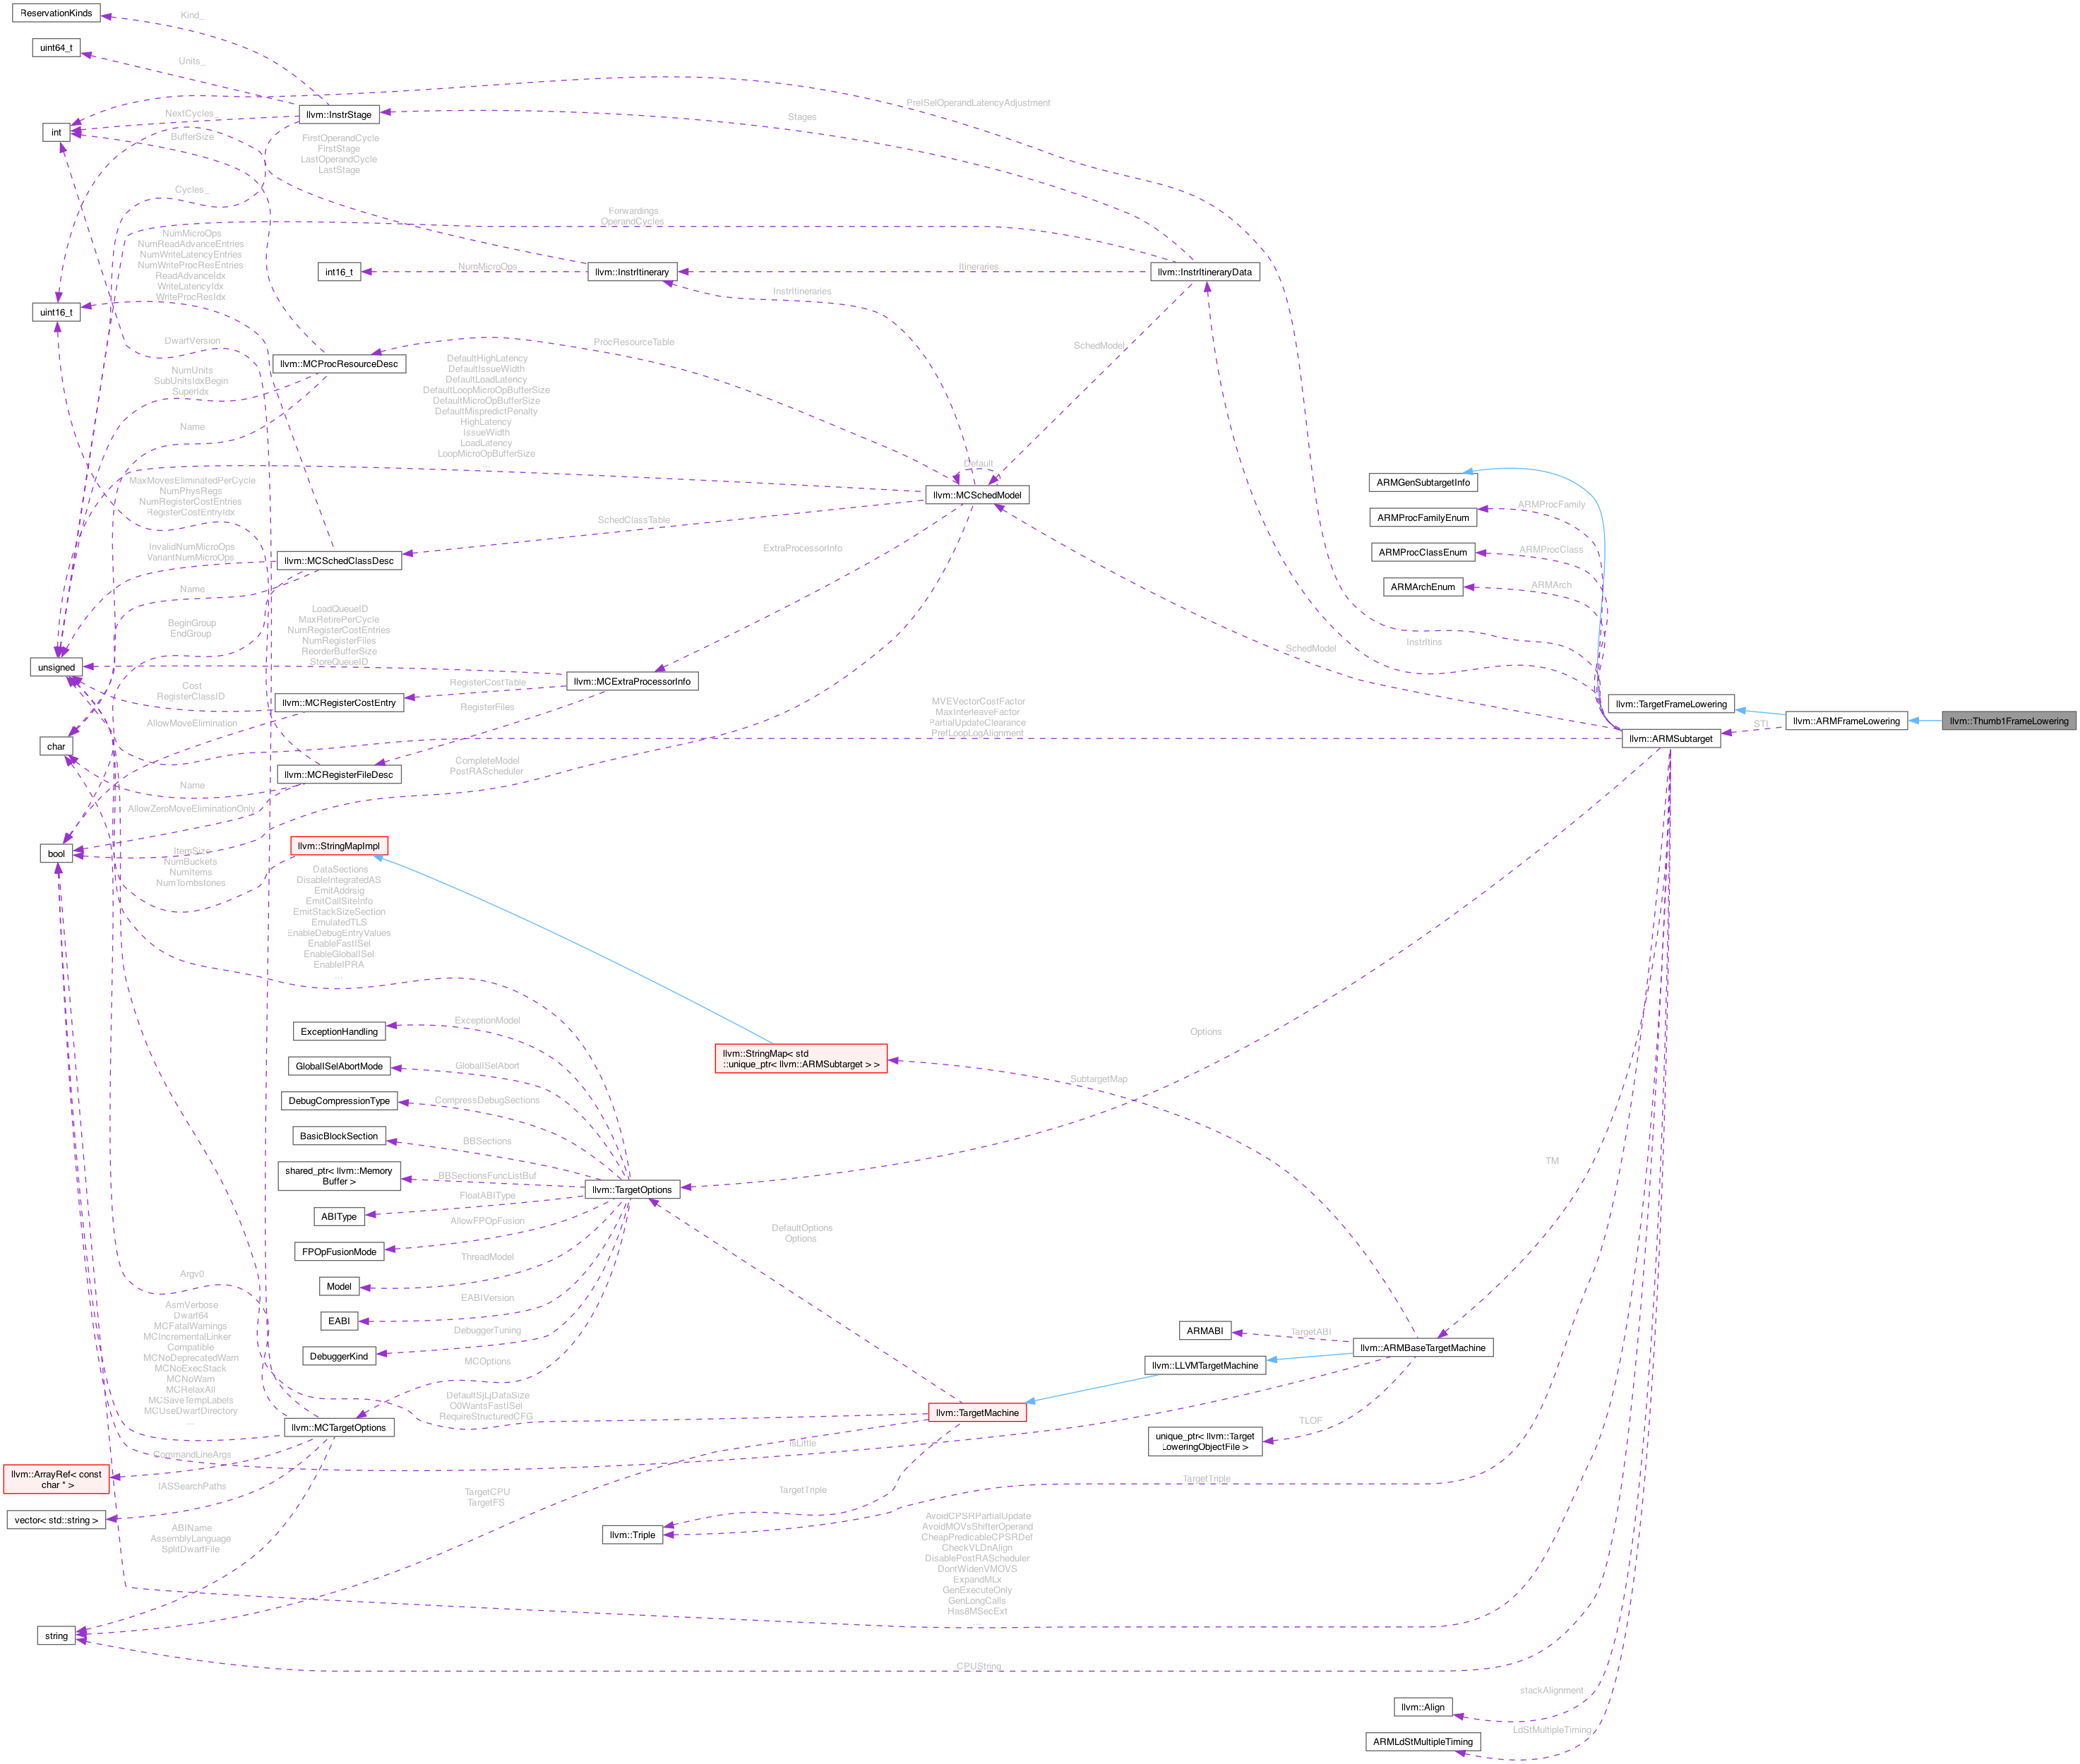 ReservationKinds
Kind_
uint64_t
Units_
PreISelOperandLatencyAdjustment
llvm::InstrStage
NextCycles_
Stages
int
BufferSize
FirstOperandCycle
FirstStage
LastOperandCycle
LastStage
Cycles_
Forwardings
OperandCycles
NumMicroOps
NumReadAdvanceEntries
NumWriteLatencyEntries
NumWriteProcResEntries
ReadAdvanceIdx
WriteLatencyIdx
WriteProcResIdx
int16_t
NumMicroOps
llvm::InstrItinerary
Itineraries
llvm::InstrItineraryData
InstrItineraries
uint16_t
DwarfVersion
ProcResourceTable
SchedModel
llvm::MCProcResourceDesc
NumUnits
SubUnitsIdxBegin
SuperIdx
DefaultHighLatency
DefaultIssueWidth
DefaultLoadLatency
DefaultLoopMicroOpBufferSize
DefaultMicroOpBufferSize
DefaultMispredictPenalty
HighLatency
IssueWidth
LoadLatency
LoopMicroOpBufferSize
...
Name
Default
llvm::MCSchedModel
ARMGenSubtargetInfo
ARMProcFamily
ARMProcFamilyEnum
ARMProcClass
ARMProcClassEnum
ARMArch
ARMArchEnum
MaxMovesEliminatedPerCycle
NumPhysRegs
NumRegisterCostEntries
RegisterCostEntryIdx
SchedClassTable
ExtraProcessorInfo
InvalidNumMicroOps
VariantNumMicroOps
llvm::MCSchedClassDesc
Name
BeginGroup
EndGroup
LoadQueueID
MaxRetirePerCycle
NumRegisterCostEntries
NumRegisterFiles
ReorderBufferSize
StoreQueueID
SchedModel
InstrItins
unsigned
Cost
RegisterClassID
llvm::MCRegisterCostEntry
RegisterCostTable
llvm::MCExtraProcessorInfo
RegisterFiles
MVEVectorCostFactor
MaxInterleaveFactor
PartialUpdateClearance
PrefLoopLogAlignment
llvm::TargetFrameLowering
STI
llvm::ARMFrameLowering
llvm::Thumb1FrameLowering
llvm::ARMSubtarget
AllowMoveElimination
char
llvm::MCRegisterFileDesc
CompleteModel
PostRAScheduler
Name
AllowZeroMoveEliminationOnly
bool
llvm::StringMapImpl
ItemSize
NumBuckets
NumItems
NumTombstones
DataSections
DisableIntegratedAS
EmitAddrsig
EmitCallSiteInfo
EmitStackSizeSection
EmulatedTLS
EnableDebugEntryValues
EnableFastISel
EnableGlobalISel
EnableIPRA
...
ExceptionHandling
ExceptionModel
GlobalISelAbortMode
GlobalISelAbort
llvm::StringMap< std
::unique_ptr< llvm::ARMSubtarget > >
Options
SubtargetMap
DebugCompressionType
CompressDebugSections
BasicBlockSection
BBSections
shared_ptr< llvm::Memory
Buffer >
BBSectionsFuncListBuf
llvm::TargetOptions
TM
ABIType
FloatABIType
FPOpFusionMode
AllowFPOpFusion
DefaultOptions
Options
Model
ThreadModel
EABI
EABIVersion
DebuggerKind
DebuggerTuning
ARMABI
TargetABI
llvm::ARMBaseTargetMachine
llvm::LLVMTargetMachine
MCOptions
Argv0
AsmVerbose
Dwarf64
MCFatalWarnings
MCIncrementalLinker
Compatible
MCNoDeprecatedWarn
MCNoExecStack
MCNoWarn
MCRelaxAll
MCSaveTempLabels
MCUseDwarfDirectory
...
llvm::MCTargetOptions
DefaultSjLjDataSize
O0WantsFastISel
RequireStructuredCFG
llvm::TargetMachine
TLOF
unique_ptr< llvm::Target
LoweringObjectFile >
IsLittle
CommandLineArgs
llvm::ArrayRef< const
char * >
IASSearchPaths
vector< std::string >
TargetCPU
TargetFS
TargetTriple
TargetTriple
llvm::Triple
ABIName
AssemblyLanguage
SplitDwarfFile
AvoidCPSRPartialUpdate
AvoidMOVsShifterOperand
CheapPredicableCPSRDef
CheckVLDnAlign
DisablePostRAScheduler
DontWidenVMOVS
ExpandMLx
GenExecuteOnly
GenLongCalls
Has8MSecExt
string
CPUString
stackAlignment
llvm::Align
LdStMultipleTiming
ARMLdStMultipleTiming